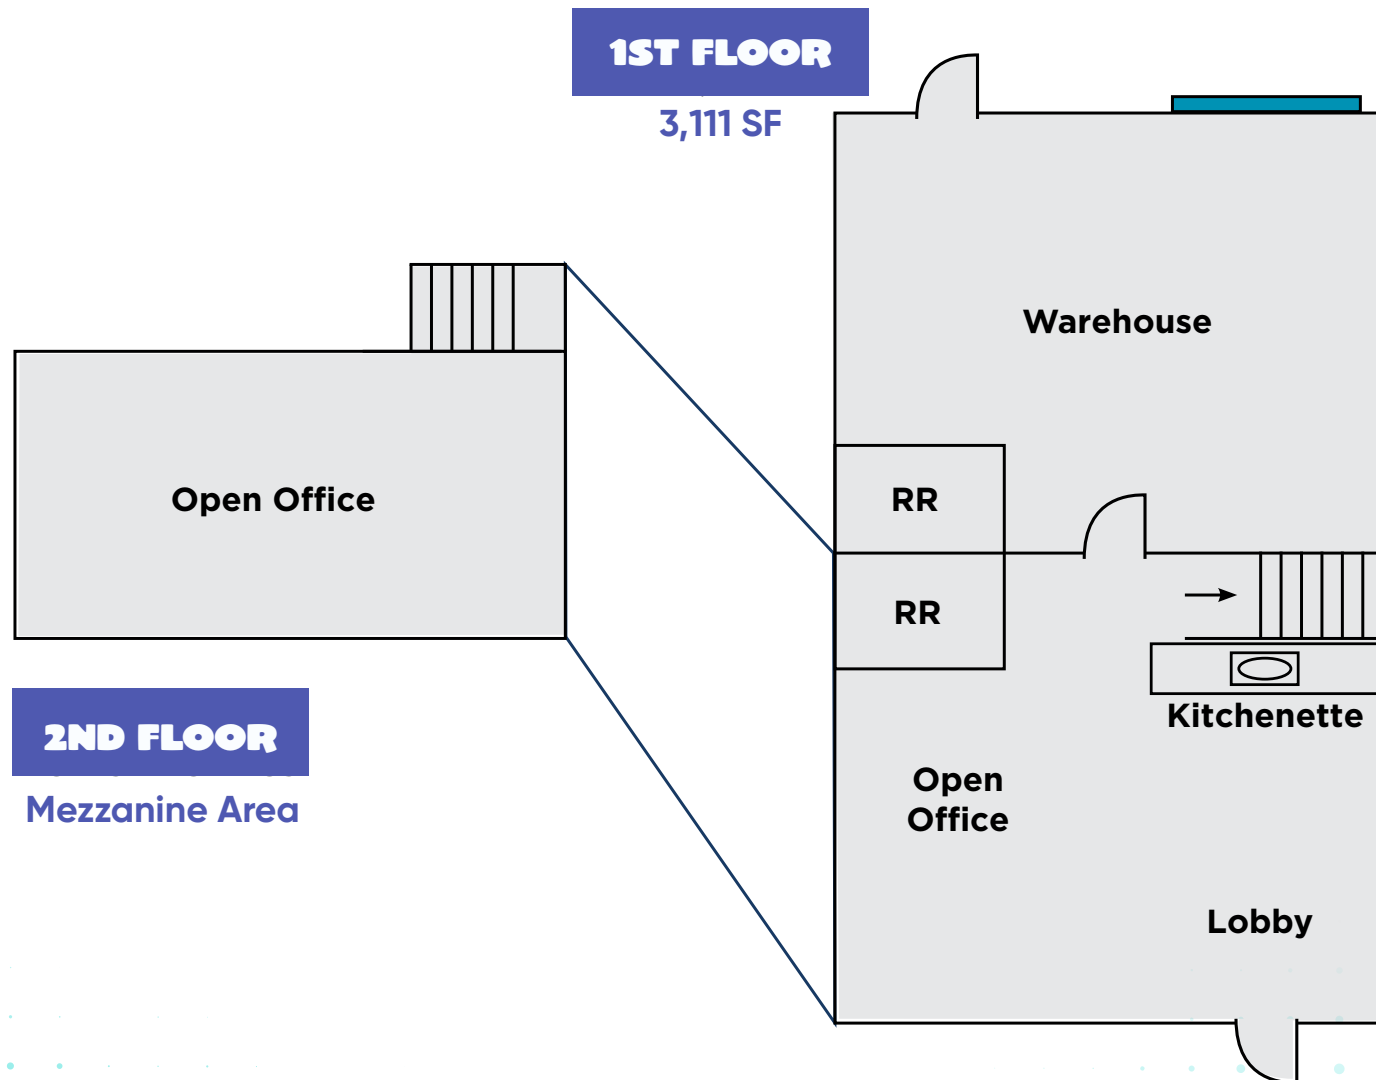 1ST FLOOR
3,111 SF
Warehouse
Open Office
RR
RR
Kitchenette
2ND FLOOR
Mezzanine Area
Open
Office
Lobby